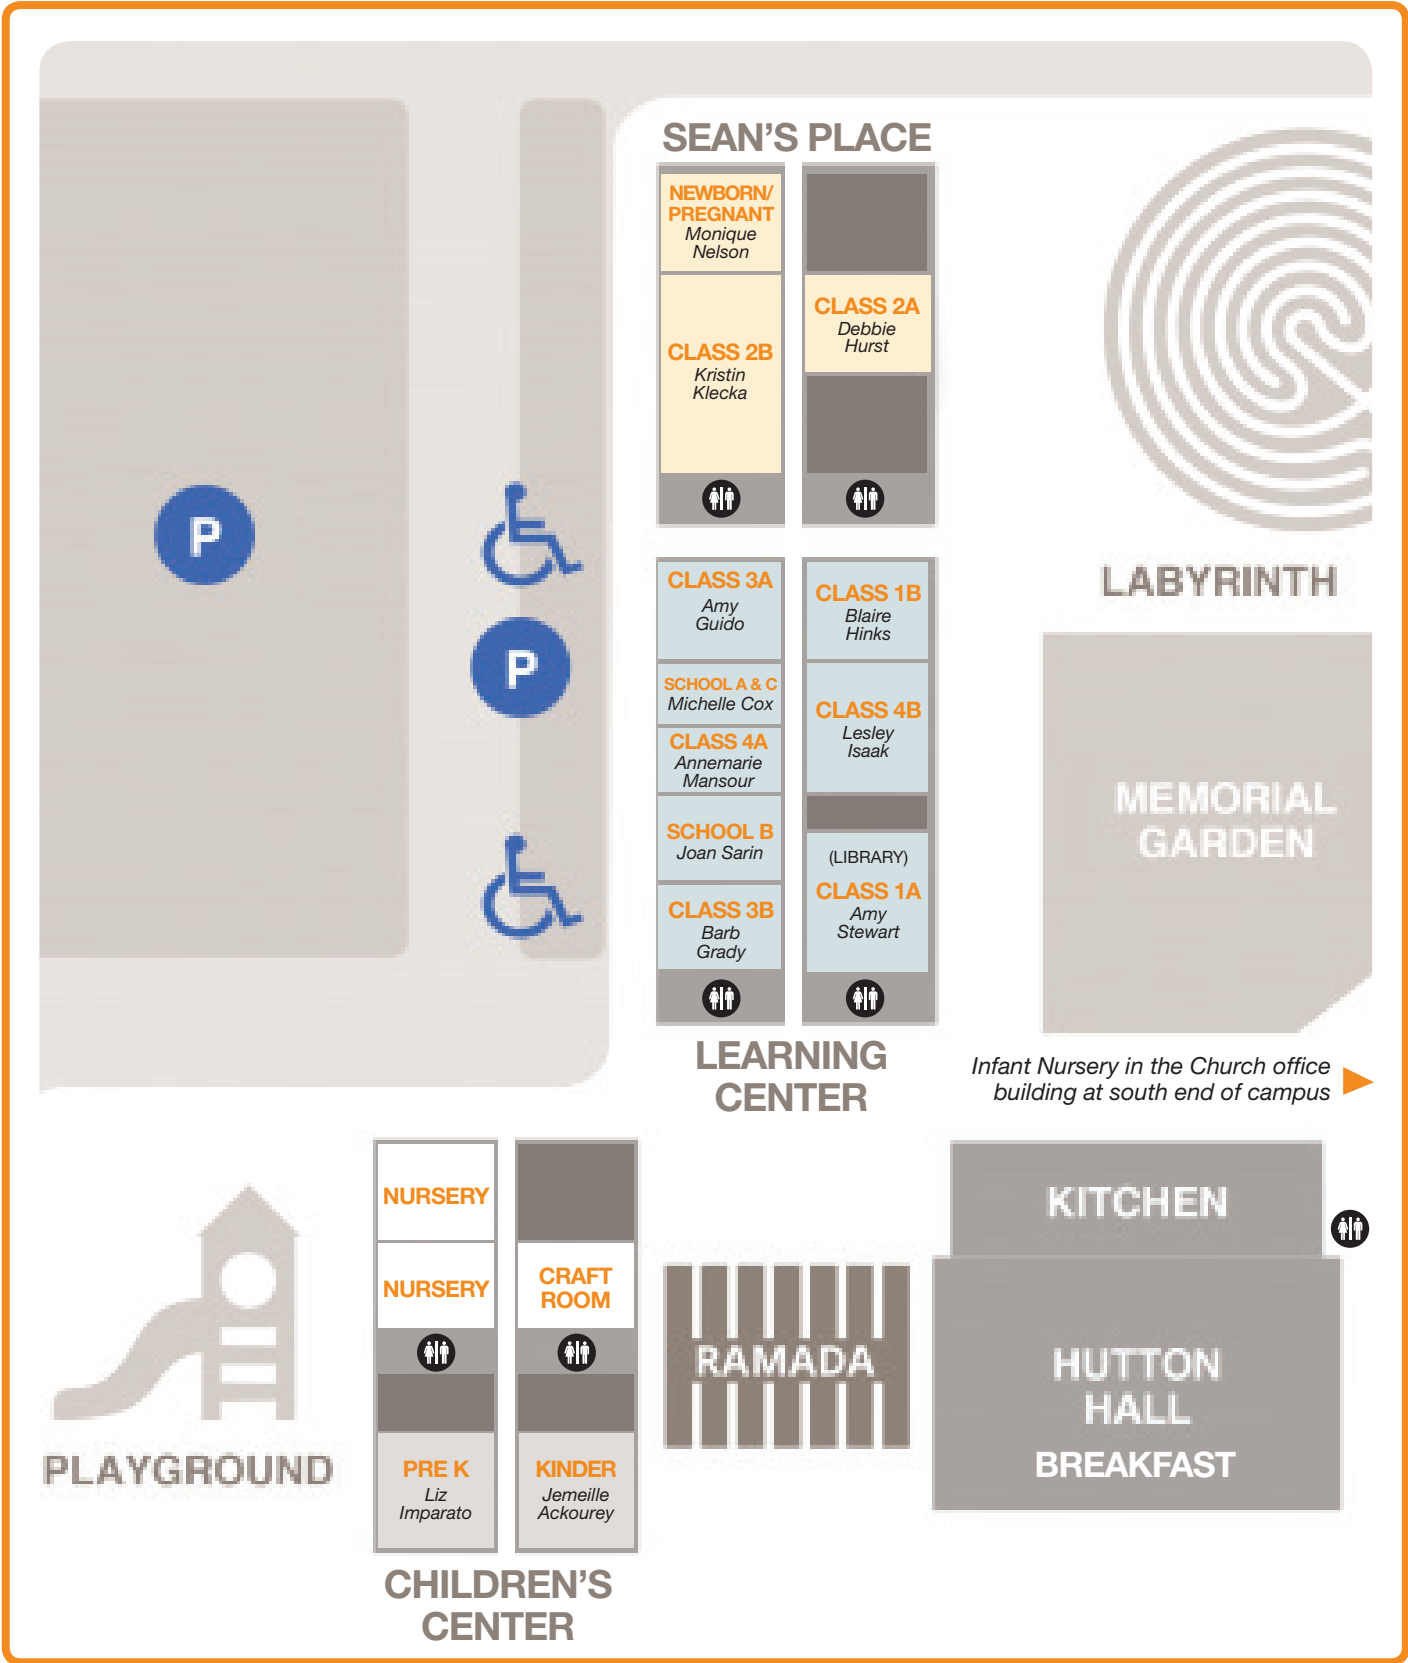 SEAN'S PLACE
NEWBORN/
PREGNANT
Monique
Nelson
CLASS 2B
Kristin
Klecka
CLASS 2A
Debbie
Hurst
P
P
LABYRINTH
CLASS 3A
Amy
Guido
SCHOOL A & C
Michelle Cox
CLASS 4A
Annemarie
Mansour
SCHOOL B
Joan Sarin
CLASS 3B
Barb
Grady
CLASS 1B
Blaire
Hinks
CLASS 4B
Lesley
Isaak
(LIBRARY)
CLASS 1A
Amy
Stewart
MEMORIAL
GARDEN
LEARNING
CENTER
Infant Nursery in the Church office
building at south end of campus
PLAYGROUND
NURSERY
NURSERY
PRE K
Liz
Imparato
CRAFT
ROOM
KINDER
Jemeille
Ackourey
CHILDREN'S
CENTER
RAMADA
KITCHEN
HUTTON
HALL
BREAKFAST